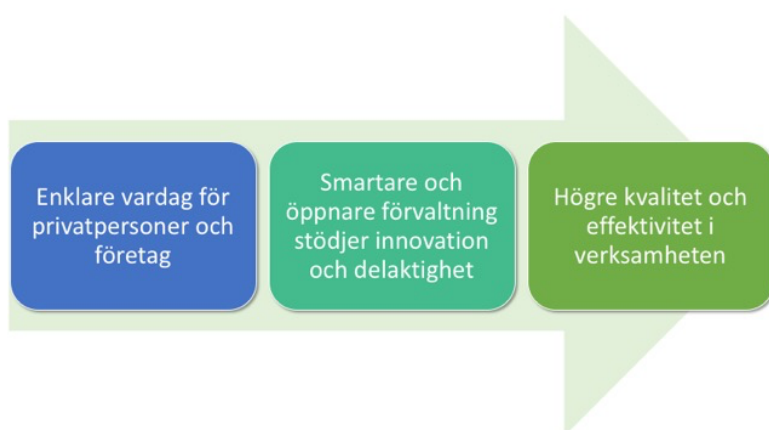 Enklare vardag för
privatpersoner och
företag
Smartare och
öppnare förvaltning
stödjer innovation
och delaktighet
Högre kvalitet och
effektivitet i
verksamheten